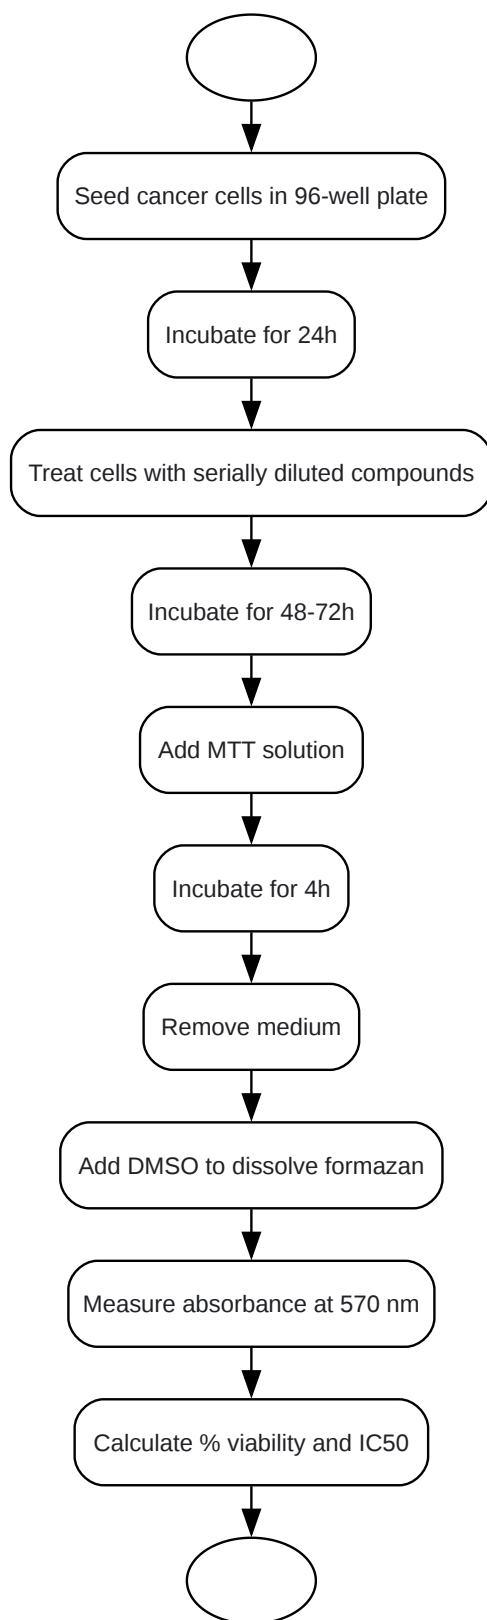 Seed cancer cells in 96-well plate
Incubate for 24h
Treat cells with serially diluted compounds
Incubate for 48-72h
Add MTT solution
Incubate for 4h
Remove medium
Add DMSO to dissolve formazan
Measure absorbance at 570 nm
Calculate % viability and IC50